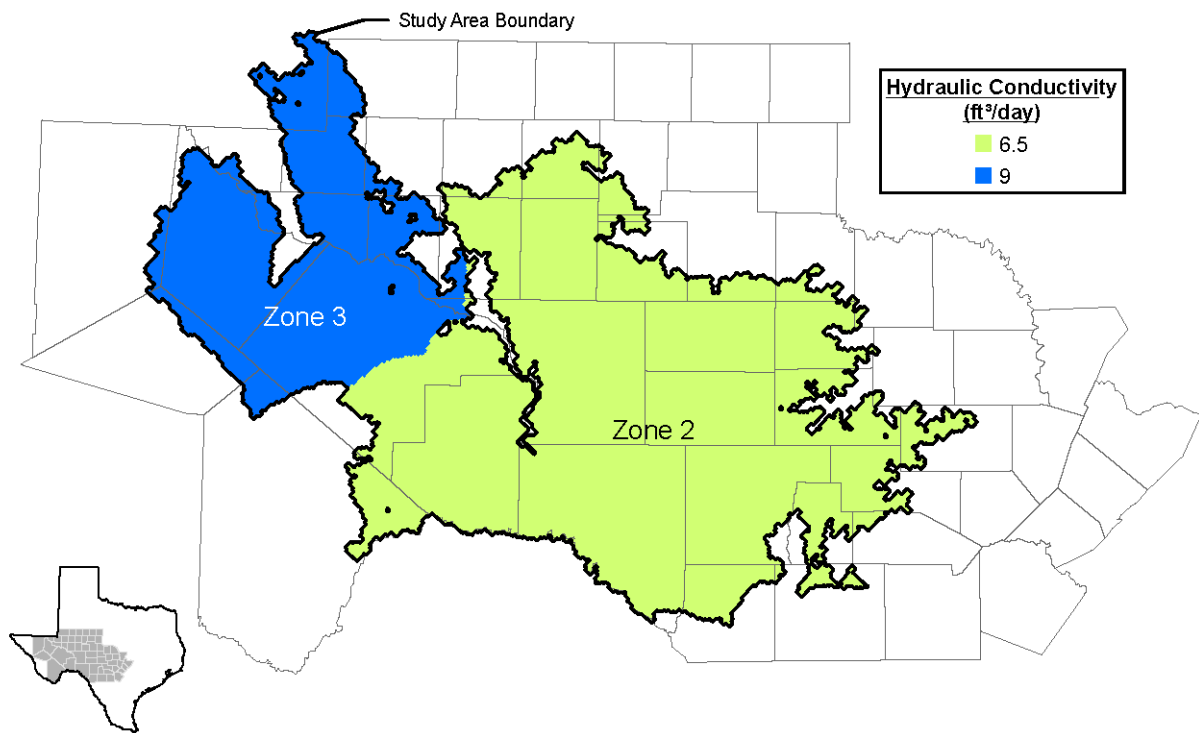 Study Area Boundary
Hydraulic Conductivity
(ft³/day)
6.5
9
Zone 3
Zone 2